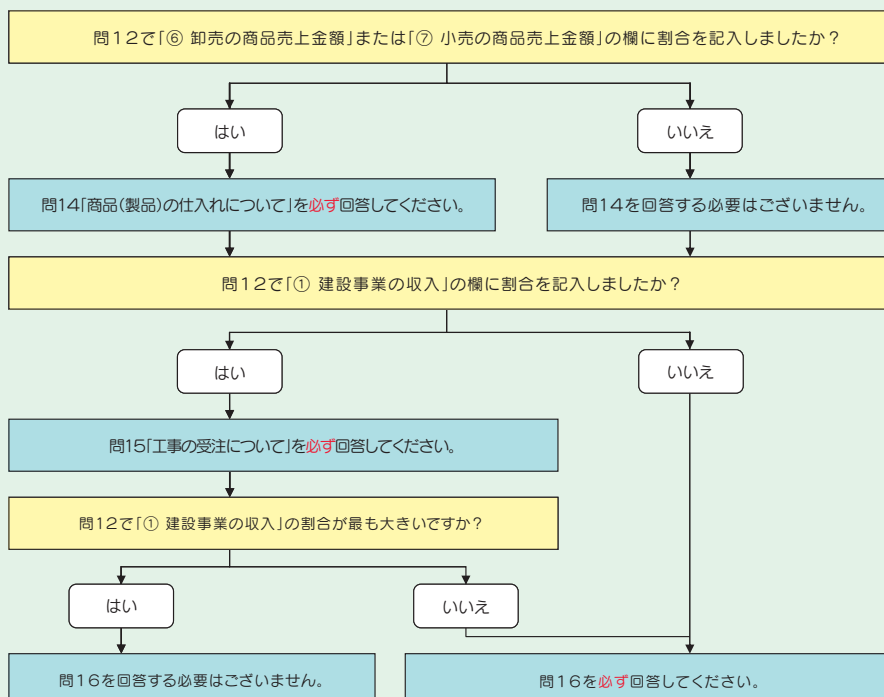 問12で「⑥ 卸売の商品売上金額」または「⑦ 小売の商品売上金額」の欄に割合を記入しましたか？
はい
いいえ
問14「商品(製品)の仕入れについて」を必ず回答してください。
問14を回答する必要はございません。
問12で「① 建設事業の収入」の欄に割合を記入しましたか？
はい
いいえ
問15「工事の受注について」を必ず回答してください。
問12で「① 建設事業の収入」の割合が最も大きいですか？
はい
いいえ
問16を回答する必要はございません。
問16を必ず回答してください。